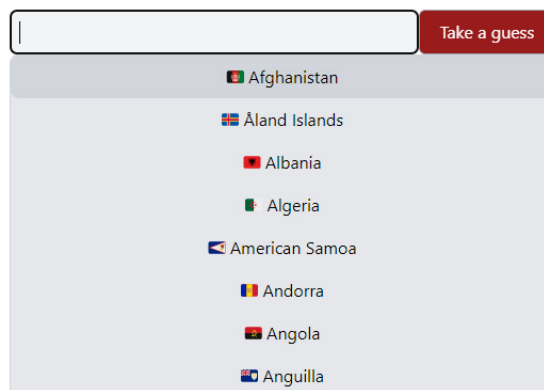 Take a guess
Afghanistan
Åland Islands
Albania
Algeria
American Samoa
Andorra
Angola
Anguilla